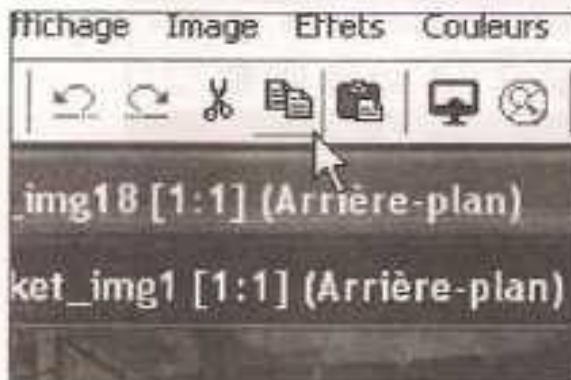 ffichage Image Effets Couleurs
_img18 [1:1] (Arrière-plan)
ket_img1 [1:1] (Arrière-plan)